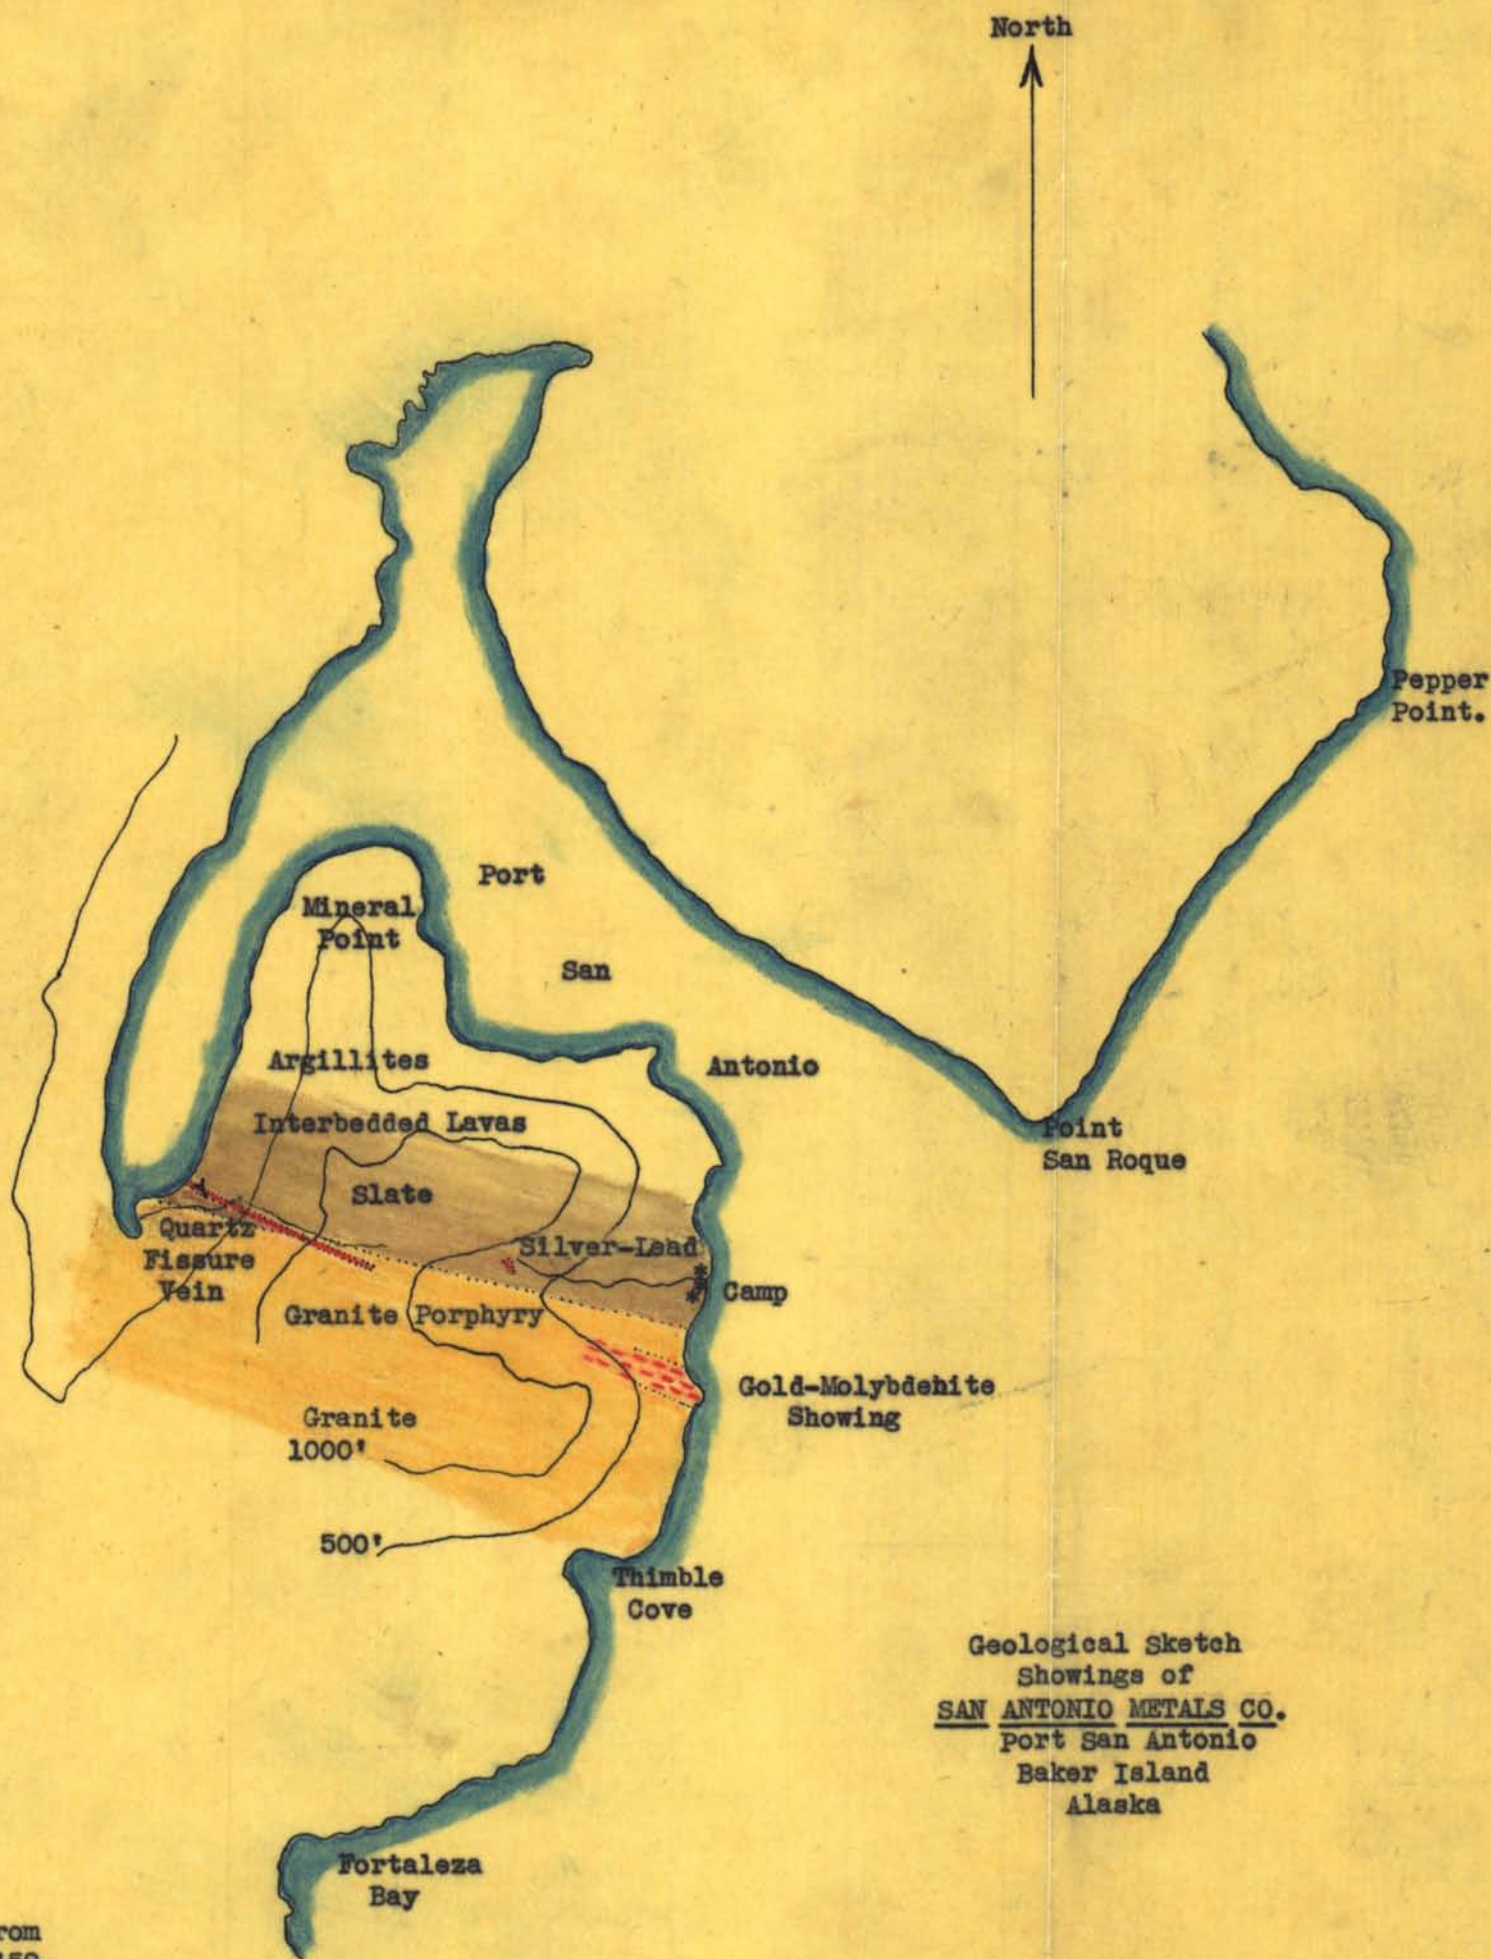 North
Pepper
Point.
Port
Mineral
Point
San
Argillites
Antonio
Interbedded Lavas
Point
San Roque
Slate
Quartz
Fissure
Vein
Silver-Lead
Camp
Granite Porphyry
Gold-Molybdehite
Showing
Granite
1000'
500'
Thimble
Cove
Geological Sketch
Showings of
SAN ANTONIO METALS CO.
Port San Antonio
Baker Island
Alaska
Fortaleza
Bay